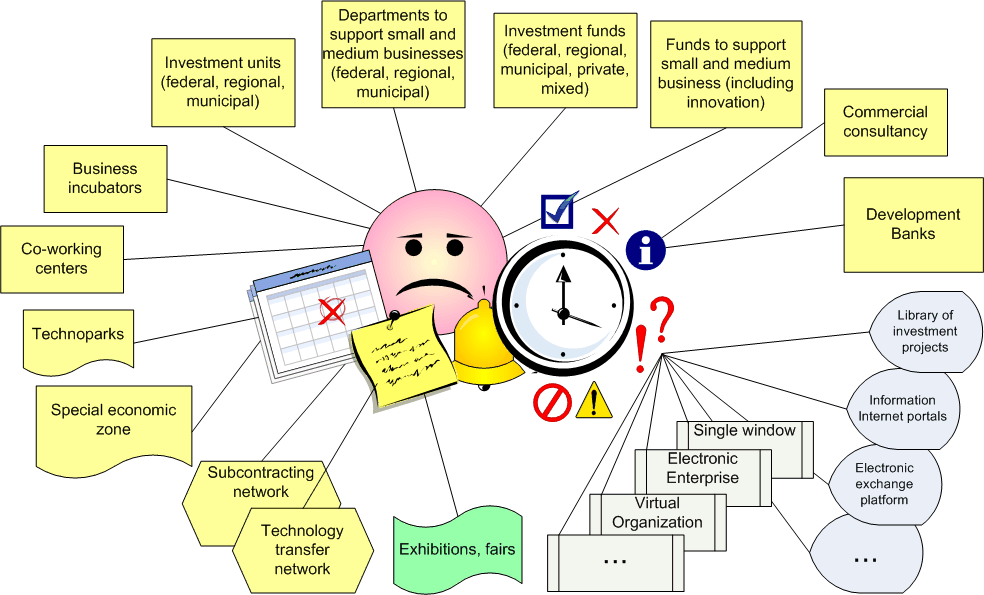 Departments to
support small and
medium businesses
(federal, regional,
municipal)
Investment funds
(federal, regional,
municipal, private,
mixed)
Investment units
(federal, regional,
municipal)
Funds to support
small and medium
business (including
innovation)
Commercial
consultancy
Business
incubators
Development
Banks
Co-working
centers
Technoparks
Library of
investment
projects
Special economic
zone
Information
Internet portals
Single window
Electronic
Enterprise
Electronic
exchange
platform
Subcontracting
network
Virtual
Organization
Technology
transfer
network
Exhibitions, fairs
...
...